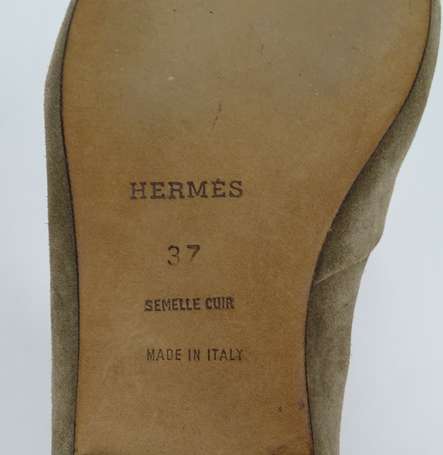 HERMÈS
37
SEMELLE CUIR
MADE IN ITALY